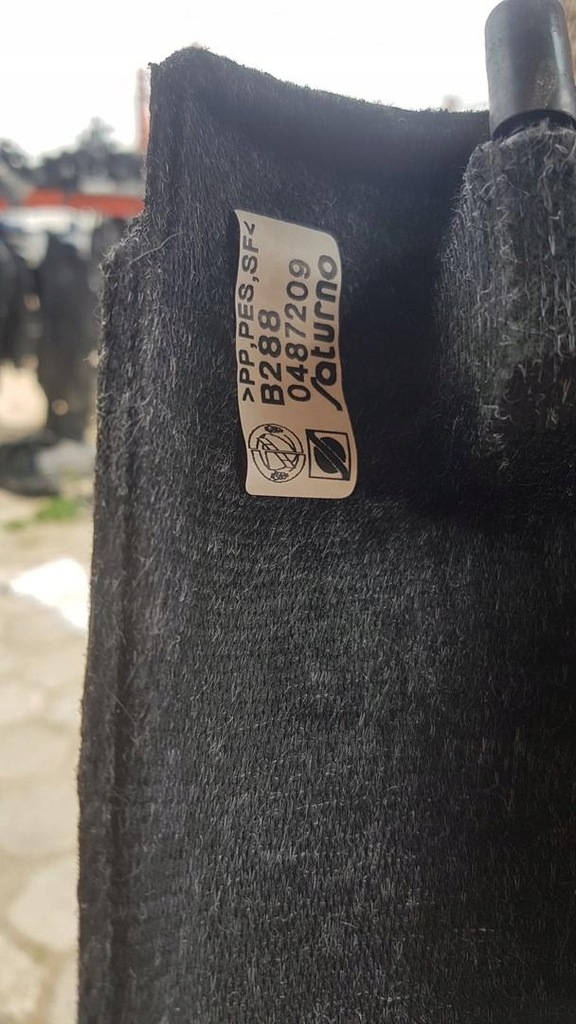 >PP,PES,SF<
B288
0487209
Saturno